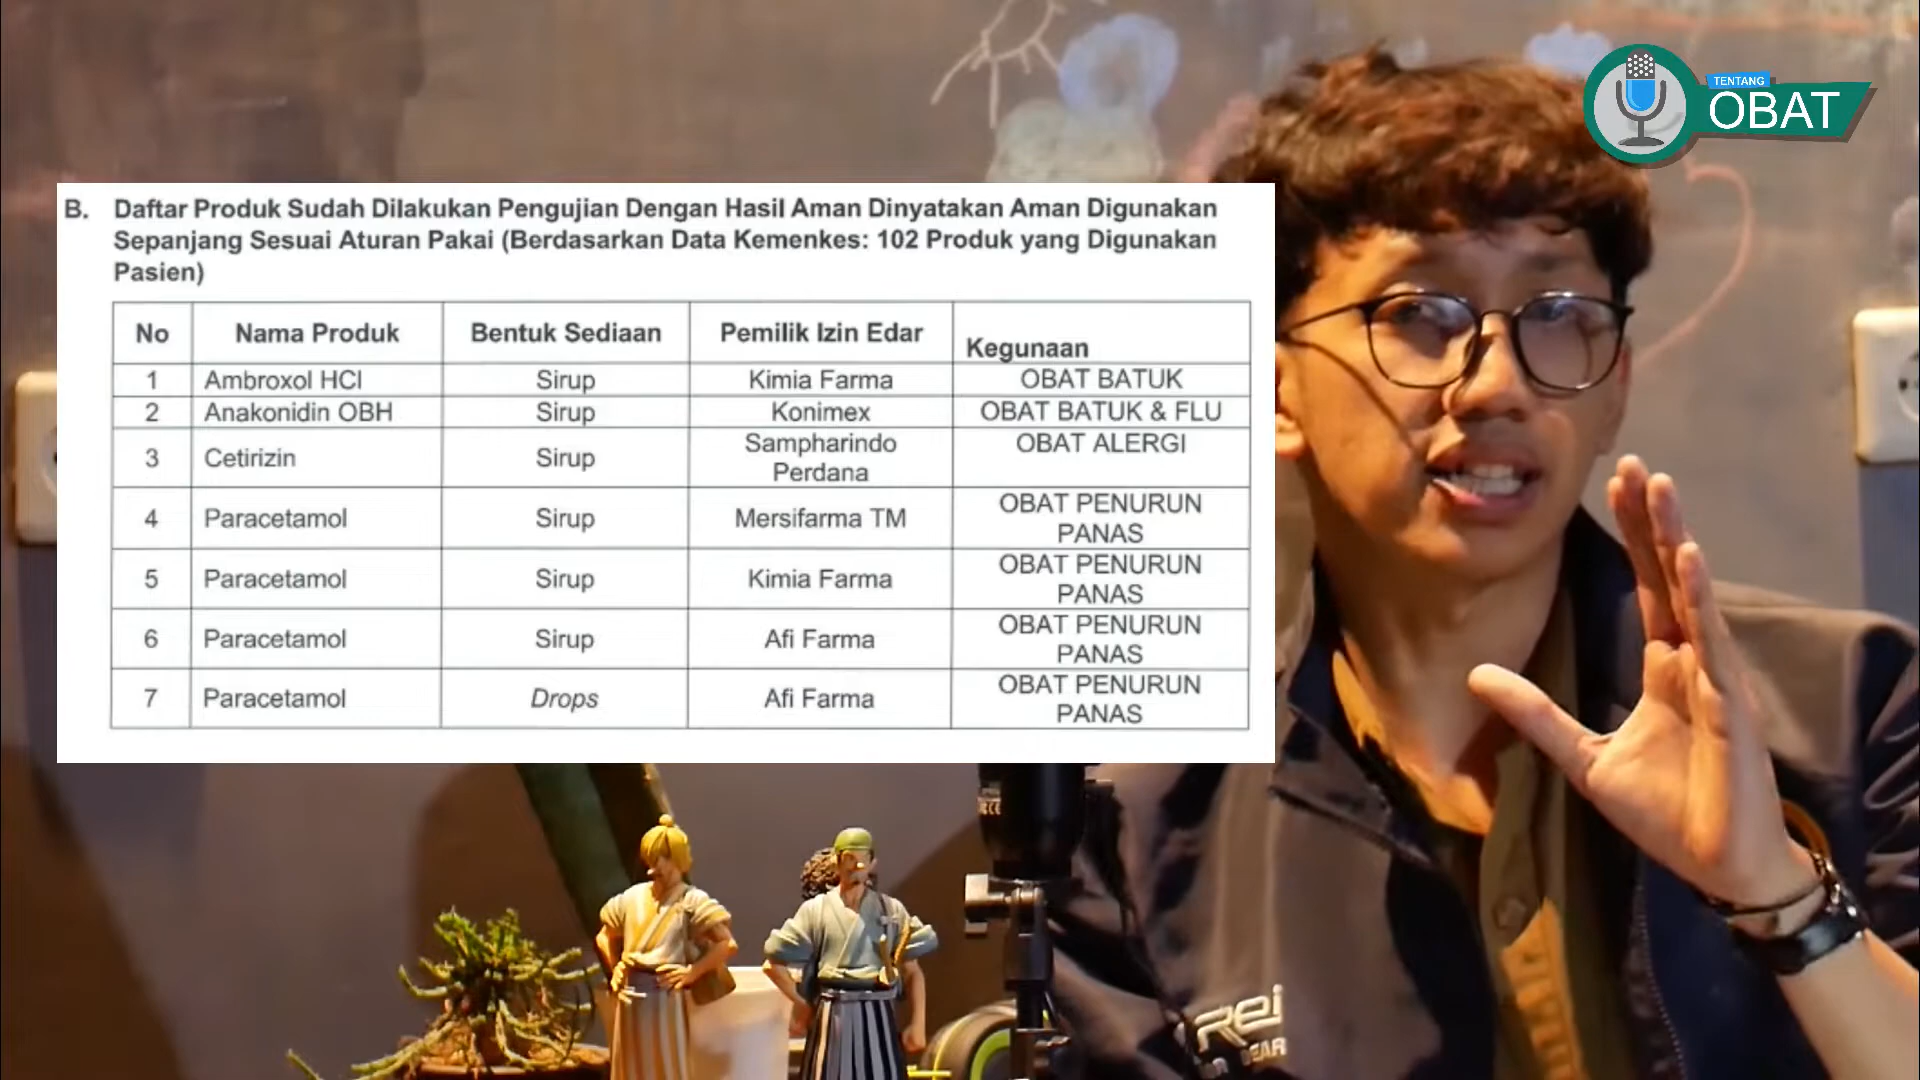 TENTANG
OBAT
B. Daftar Produk Sudah Dilakukan Pengujian Dengan Hasil Aman Dinyatakan Aman Digunakan
Sepanjang Sesuai Aturan Pakai (Berdasarkan Data Kemenkes: 102 Produk yang Digunakan
Pasien)
No Nama Produk Bentuk Sediaan Pemilik Izin Edar Kegunaan
1 Ambroxol HCl Sirup Kimia Farma OBAT BATUK
2 Anakonidin OBH Sirup Konimex OBAT BATUK & FLU
3 Cetirizin Sirup Sampharindo Perdana OBAT ALERGI
4 Paracetamol Sirup Mersifarma TM OBAT PENURUN PANAS
5 Paracetamol Sirup Kimia Farma OBAT PENURUN PANAS
6 Paracetamol Sirup Afi Farma OBAT PENURUN PANAS
7 Paracetamol Drops Afi Farma OBAT PENURUN PANAS
Rei
GEAR